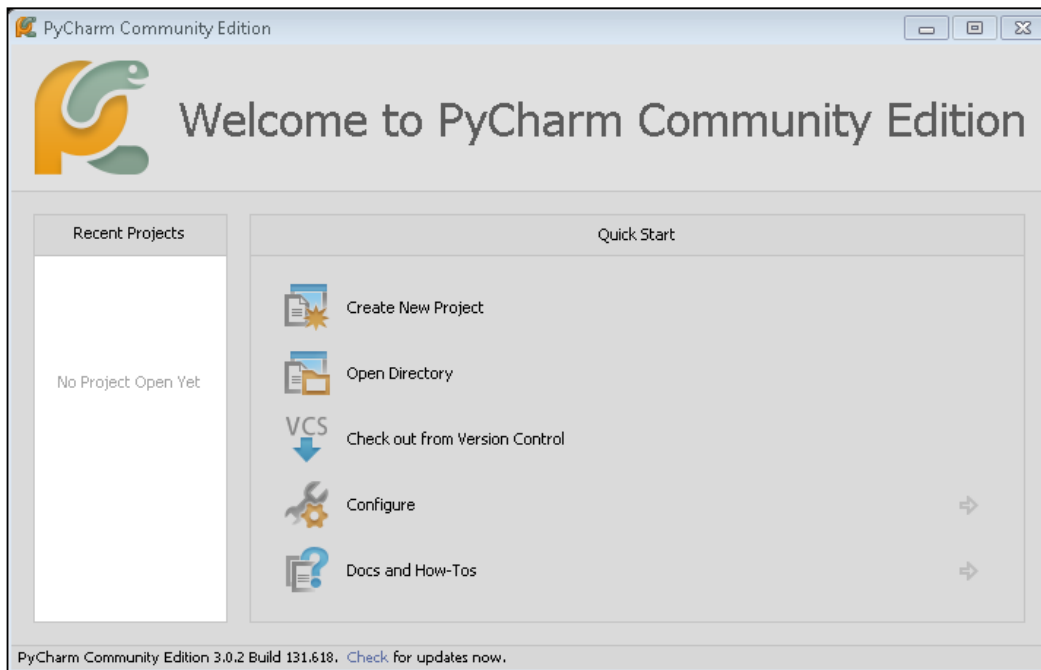 PyCharm Community Edition
Welcome to PyCharm Community Edition
Recent Projects
Quick Start
No Project Open Yet
Create New Project
Open Directory
VCS
Check out from Version Control
Configure
Docs and How-Tos
PyCharm Community Edition 3.0.2 Build 131.618. Check for updates now.